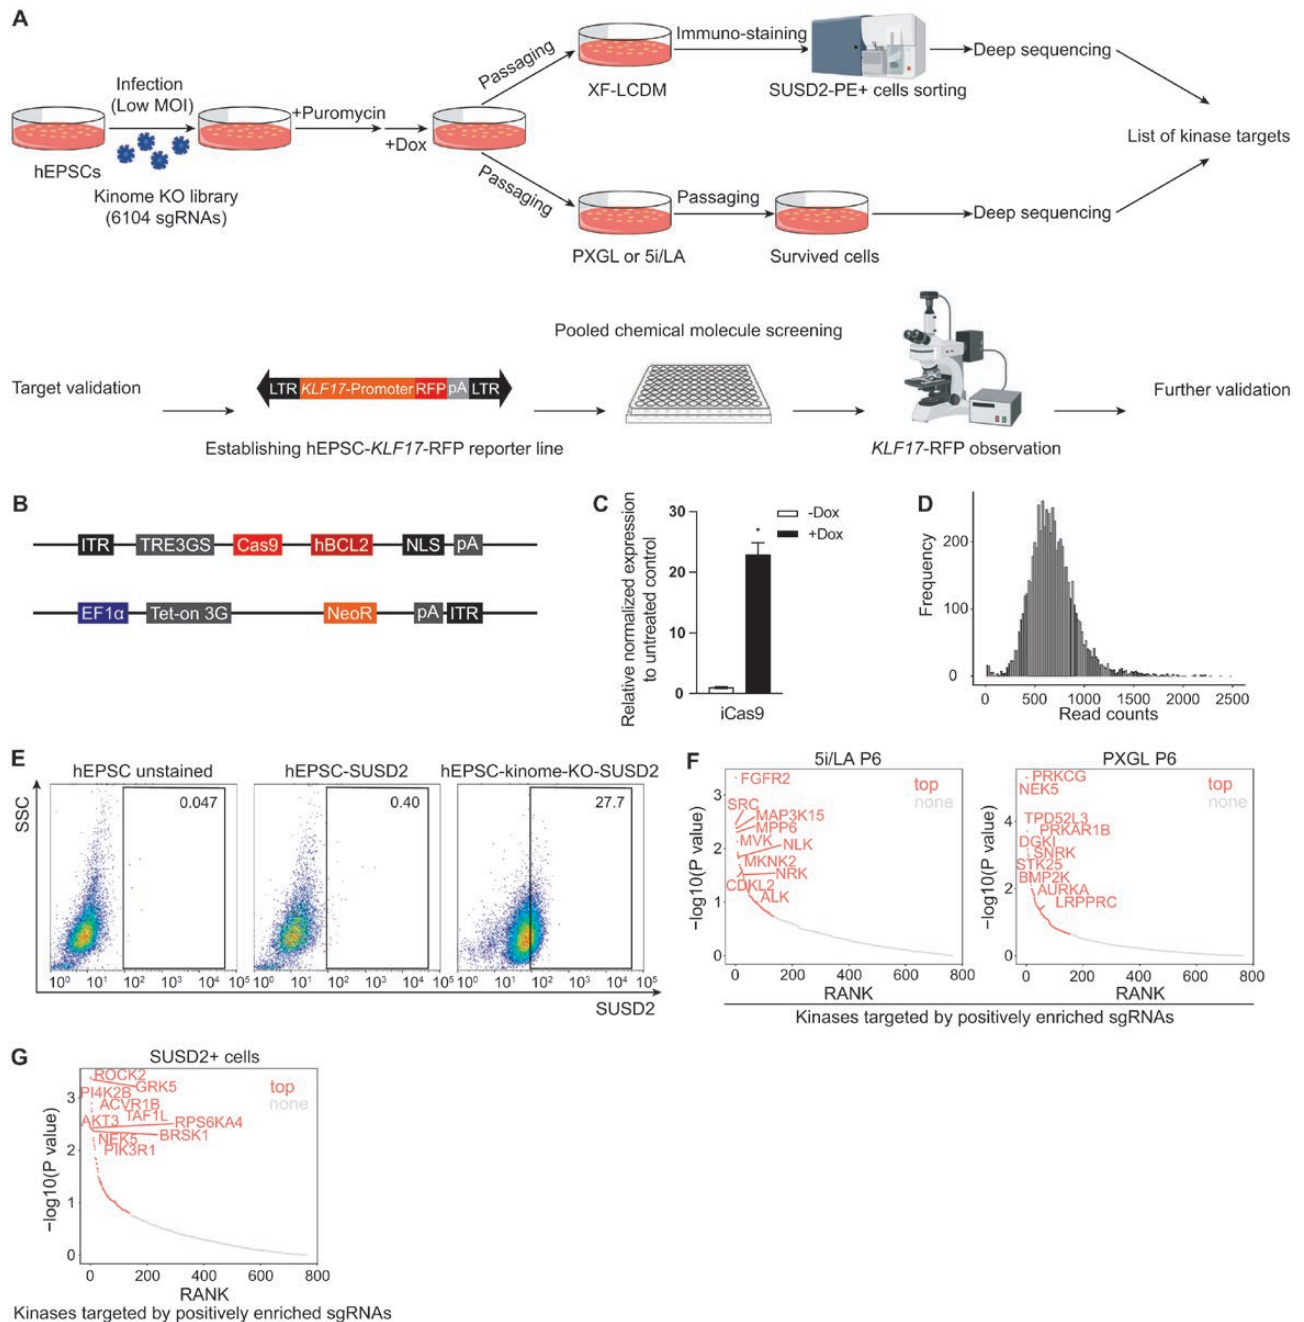 A
Infection
(Low MOI)
hEPSCs
Kinome KO library
(6104 sgRNAs)
+Puromycin
+Dox
Passaging
XF-LCDM
Immuno-staining
SUSD2-PE+ cells sorting
Deep sequencing
List of kinase targets
Passaging
PXGL or 5i/LA
Passaging
Survived cells
Deep sequencing
Target validation
LTR KLF17-Promoter RFP pA LTR
Establishing hEPSC-KLF17-RFP reporter line
Pooled chemical molecule screening
KLF17-RFP observation
Further validation
B
ITR TRE3GS Cas9 hBCL2 NLS pA
EF1α Tet-on 3G NeoR pA ITR
C
Relative normalized expression
to untreated control
30
20
10
0
-Dox
+Dox
*
iCas9
D
Frequency
200
100
0
0 500 1000 1500 2000 2500
Read counts
E
SSC
hEPSC unstained
0.047
10⁰ 10¹ 10² 10³ 10⁴ 10⁵
hEPSC-SUSD2
0.40
10⁰ 10¹ 10² 10³ 10⁴ 10⁵
hEPSC-kinome-KO-SUSD2
27.7
10⁰ 10¹ 10² 10³ 10⁴ 10⁵
SUSD2
F
5i/LA P6
−log10(P value)
3
2
1
0
FGFR2
SRC
MAP3K15
MPP6
MVK
NLK
MKNK2
NRK
CDKL2
ALK
top
none
0 200 400 600 800
RANK
PXGL P6
−log10(P value)
4
2
0
PRKCG
NEK5
TPD52L3
PRKAR1B
DGKI
SNRK
STK25
BMP2K
AURKA
LRPPRC
top
none
0 200 400 600 800
RANK
Kinases targeted by positively enriched sgRNAs
G
SUSD2+ cells
−log10(P value)
3
2
1
0
ROCK2
GRK5
PI4K2B
ACVR1B
TAF1L
AKT3
RPS6KA4
BRSK1
NEK5
PIK3R1
top
none
0 200 400 600 800
RANK
Kinases targeted by positively enriched sgRNAs